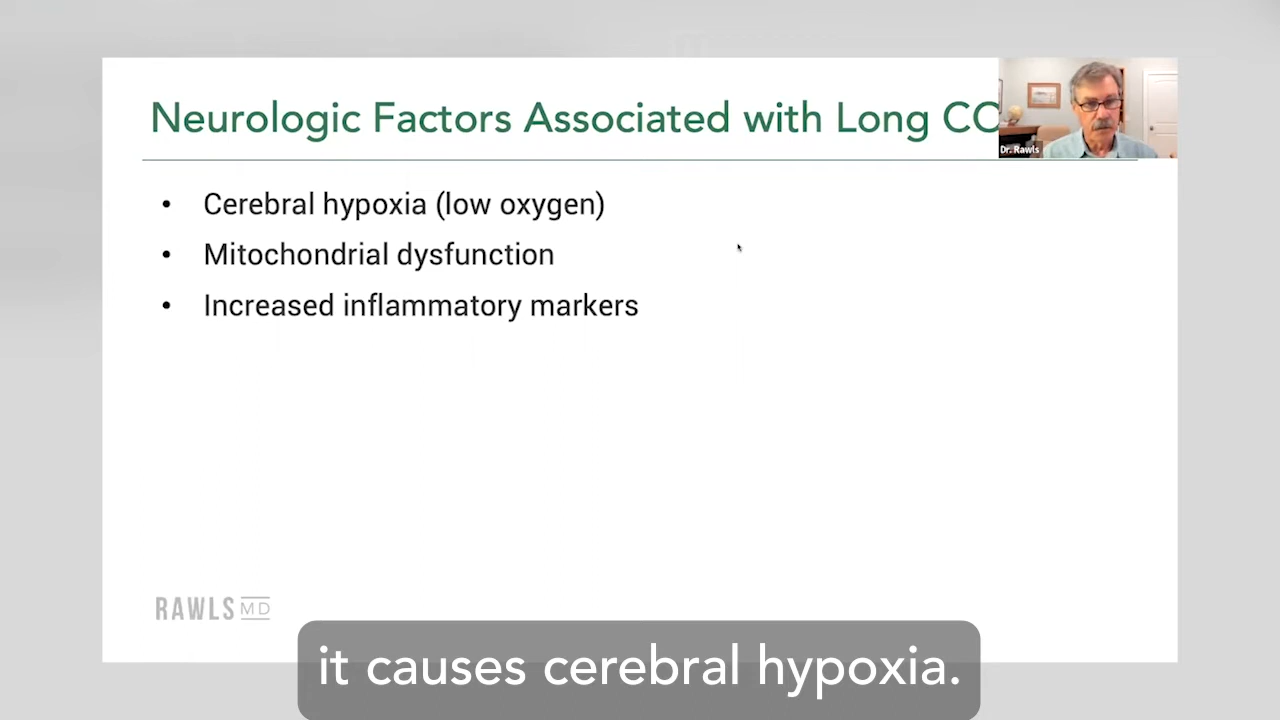 Neurologic Factors Associated with Long CO
Dr. Rawls
• Cerebral hypoxia (low oxygen)
• Mitochondrial dysfunction
• Increased inflammatory markers
RAWLS MD
it causes cerebral hypoxia.